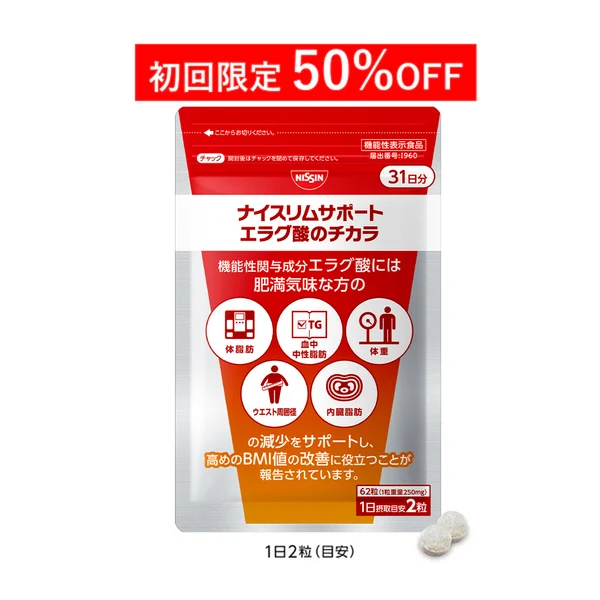 初回限定 50%OFF
ここからお切りください。
機能性表示食品
届出番号:I960
チャック 開封後はチャックを閉めて保存してください。
NISSIN
31日分
ナイスリムサポート
エラグ酸のチカラ
機能性関与成分エラグ酸には
肥満気味な方の
体脂肪
TG
血中
中性脂肪
体重
ウエスト周囲径
内臓脂肪
の減少をサポートし、
高めのBMI値の改善に役立つことが
報告されています。
62粒(1粒重量250mg)
1日摂取目安2粒
1日2粒(目安)